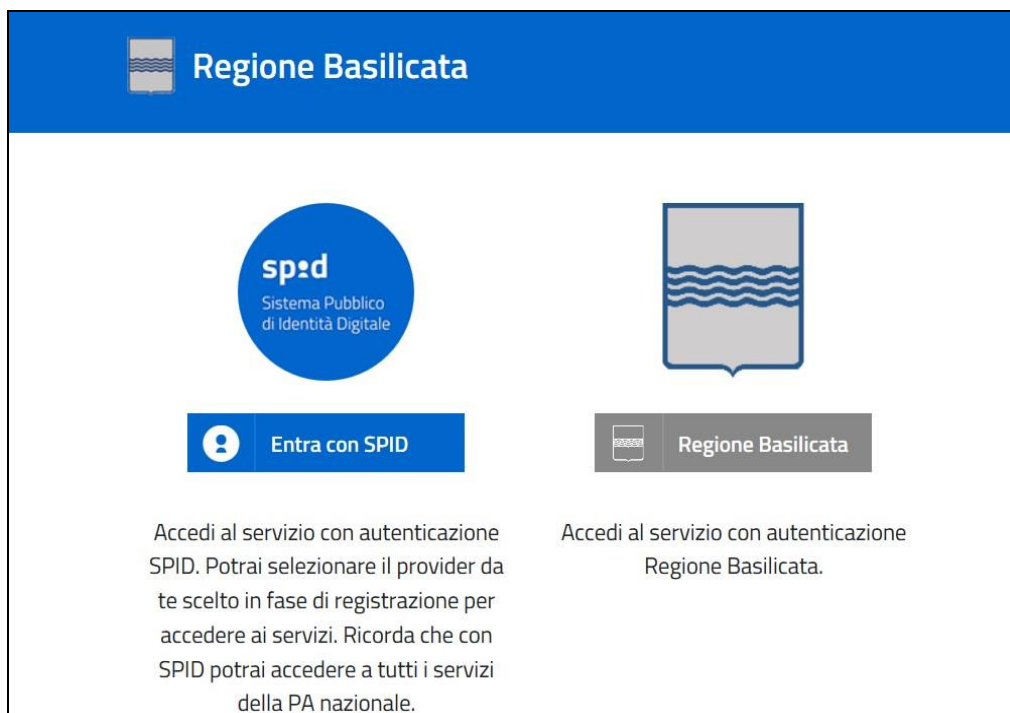 Regione Basilicata
spid
Sistema Pubblico
di Identità Digitale
Entra con SPID
Accedi al servizio con autenticazione
SPID. Potrai selezionare il provider da
te scelto in fase di registrazione per
accedere ai servizi. Ricorda che con
SPID potrai accedere a tutti i servizi
della PA nazionale.
Regione Basilicata
Accedi al servizio con autenticazione
Regione Basilicata.